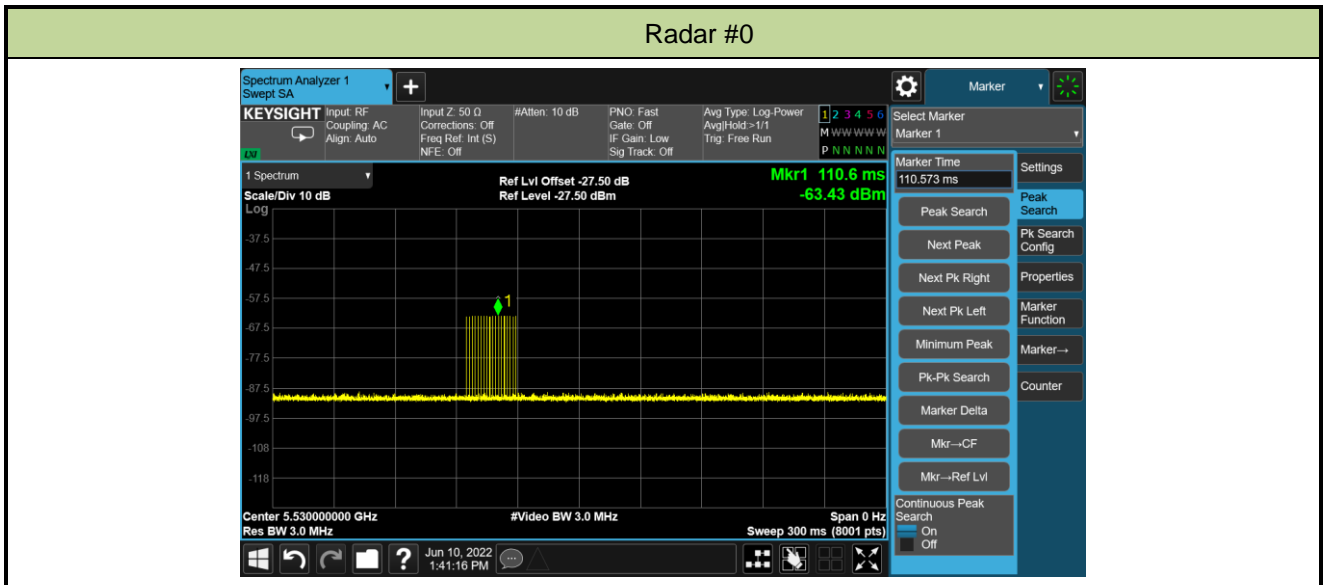 Radar #0
Spectrum Analyzer 1
Swept SA
Marker
KEYSIGHT
Input: RF
Coupling: AC
Align: Auto
LXI
Input Z: 50 Ω
Corrections: Off
Freq Ref: Int (S)
NFE: Off
#Atten: 10 dB
PNO: Fast
Gate: Off
IF Gain: Low
Sig Track: Off
Avg Type: Log-Power
Avg|Hold:>1/1
Trig: Free Run
1 2 3 4 5 6
M W W W W W
P N N N N N
Select Marker
Marker 1
1 Spectrum
Scale/Div 10 dB
Log
Ref Lvl Offset -27.50 dB
Ref Level -27.50 dBm
Mkr1 110.6 ms
-63.43 dBm
-37.5
-47.5
-57.5
-67.5
-77.5
-87.5
-97.5
-108
-118
1
Center 5.530000000 GHz
Res BW 3.0 MHz
#Video BW 3.0 MHz
Span 0 Hz
Sweep 300 ms (8001 pts)
Marker Time
110.573 ms
Peak Search
Next Peak
Next Pk Right
Next Pk Left
Minimum Peak
Pk-Pk Search
Marker Delta
Mkr→CF
Mkr→Ref Lvl
Continuous Peak
Search
On
Off
Settings
Peak
Search
Pk Search
Config
Properties
Marker
Function
Marker→
Counter
?
Jun 10, 2022
1:41:16 PM